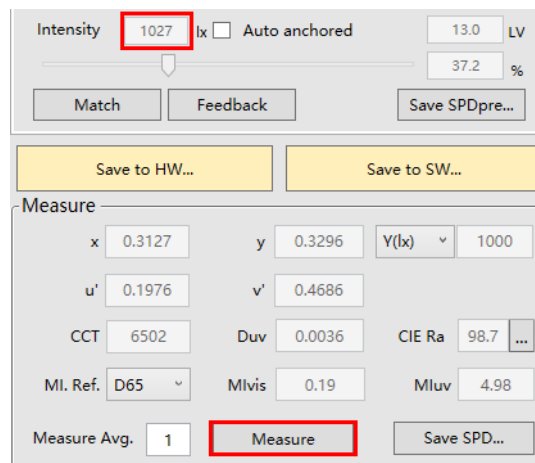 Intensity 1027 lx Auto anchored 13.0 LV
37.2 %
Match Feedback Save SPDpre...
Save to HW... Save to SW...
Measure
x 0.3127 y 0.3296 Y(lx) 1000
u' 0.1976 v' 0.4686
CCT 6502 Duv 0.0036 CIE Ra 98.7 ...
MI. Ref. D65 MIvis 0.19 MIuv 4.98
Measure Avg. 1 Measure Save SPD...